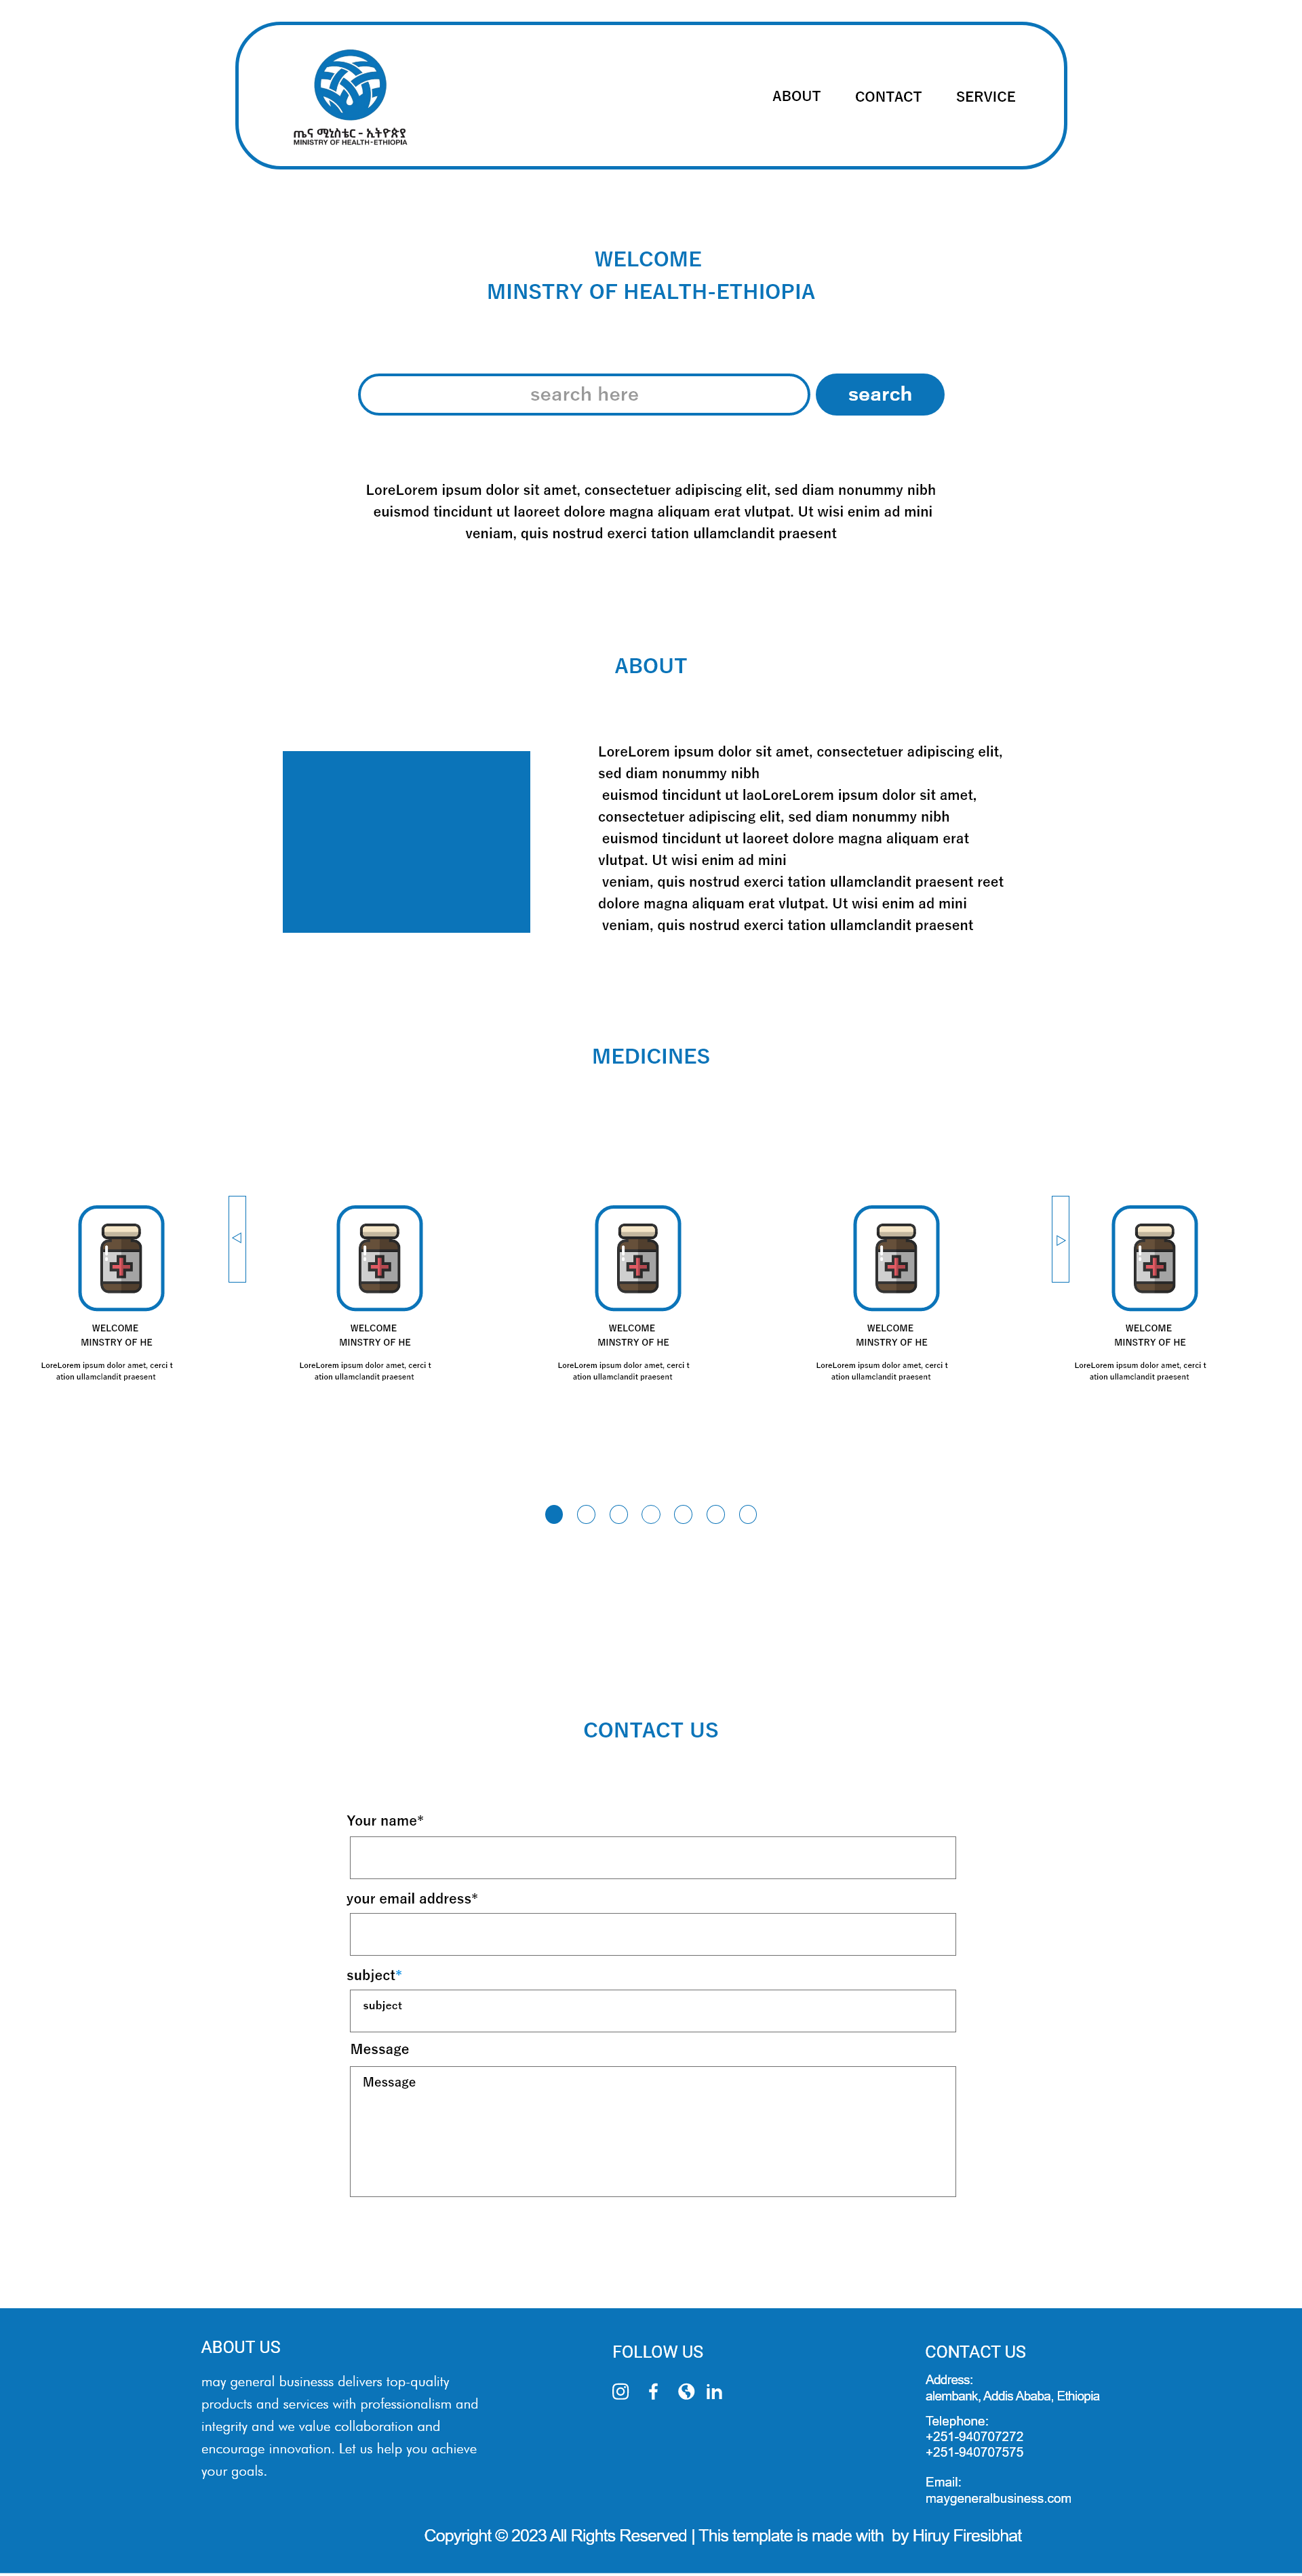 ጤና ሚኒስቴር - ኢትዮጵያ
MINISTRY OF HEALTH-ETHIOPIA
ABOUT
CONTACT
SERVICE
WELCOME
MINSTRY OF HEALTH-ETHIOPIA
search here
search
LoreLorem ipsum dolor sit amet, consectetuer adipiscing elit, sed diam nonummy nibh
euismod tincidunt ut laoreet dolore magna aliquam erat vlutpat. Ut wisi enim ad mini
veniam, quis nostrud exerci tation ullamclandit praesent
ABOUT
LoreLorem ipsum dolor sit amet, consectetuer adipiscing elit,
sed diam nonummy nibh
euismod tincidunt ut laoLoreLorem ipsum dolor sit amet,
consectetuer adipiscing elit, sed diam nonummy nibh
euismod tincidunt ut laoreet dolore magna aliquam erat
vlutpat. Ut wisi enim ad mini
veniam, quis nostrud exerci tation ullamclandit praesent reet
dolore magna aliquam erat vlutpat. Ut wisi enim ad mini
veniam, quis nostrud exerci tation ullamclandit praesent
MEDICINES
WELCOME
MINSTRY OF HE
LoreLorem ipsum dolor amet, cerci t
ation ullamclandit praesent
WELCOME
MINSTRY OF HE
LoreLorem ipsum dolor amet, cerci t
ation ullamclandit praesent
WELCOME
MINSTRY OF HE
LoreLorem ipsum dolor amet, cerci t
ation ullamclandit praesent
WELCOME
MINSTRY OF HE
LoreLorem ipsum dolor amet, cerci t
ation ullamclandit praesent
WELCOME
MINSTRY OF HE
LoreLorem ipsum dolor amet, cerci t
ation ullamclandit praesent
CONTACT US
Your name*
your email address*
subject*
subject
Message
Message
ABOUT US
may general businesss delivers top-quality
products and services with professionalism and
integrity and we value collaboration and
encourage innovation. Let us help you achieve
your goals.
FOLLOW US
CONTACT US
Address:
alembank, Addis Ababa, Ethiopia
Telephone:
+251-940707272
+251-940707575
Email:
maygeneralbusiness.com
Copyright © 2023 All Rights Reserved | This template is made with  by Hiruy Firesibhat